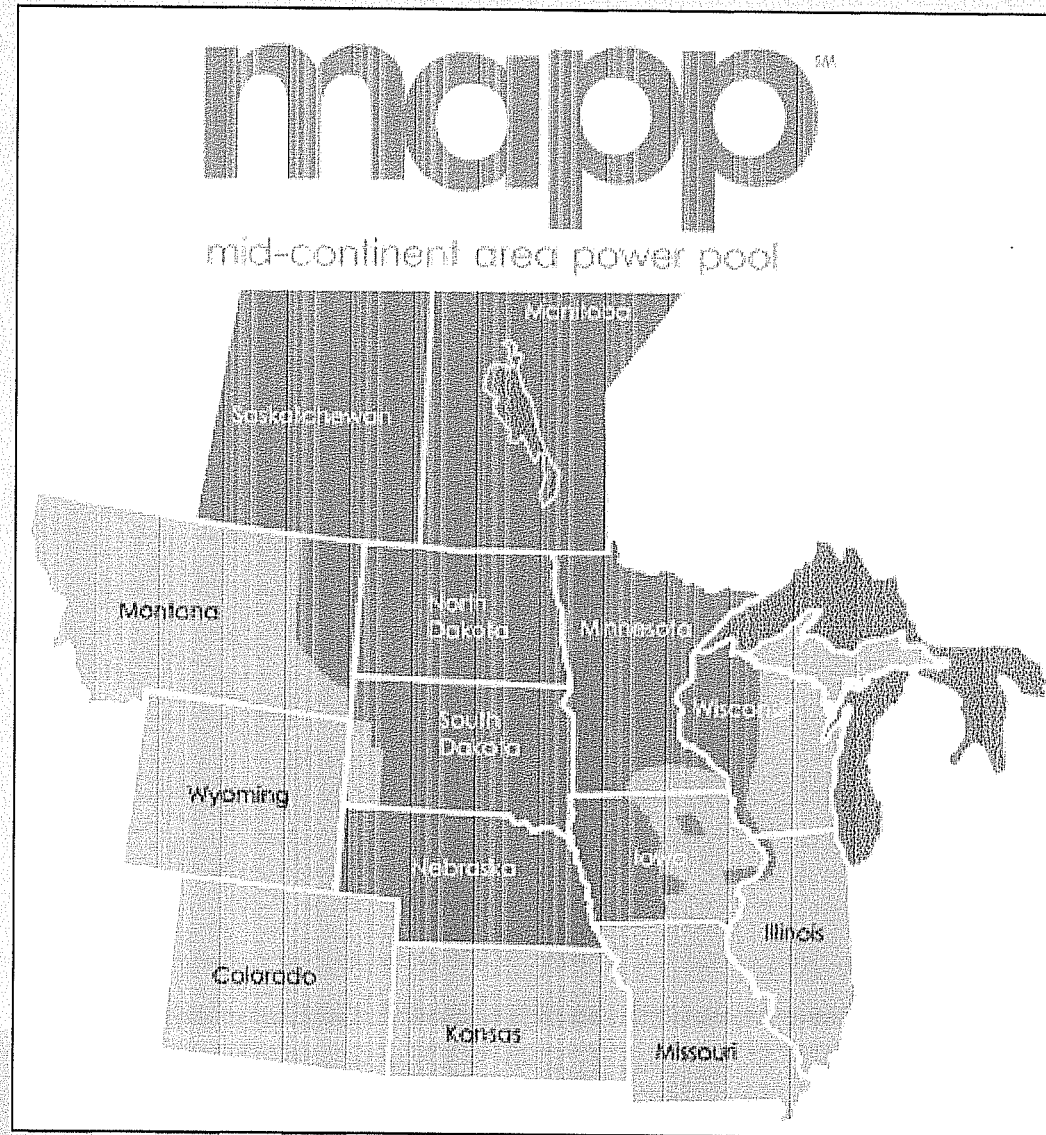 mapp SM
mid-continent area power pool
Manitoba
Saskatchewan
Montana
North
Dakota
Minnesota
South
Dakota
Wisconsin
Wyoming
Nebraska
Iowa
Illinois
Colorado
Kansas
Missouri